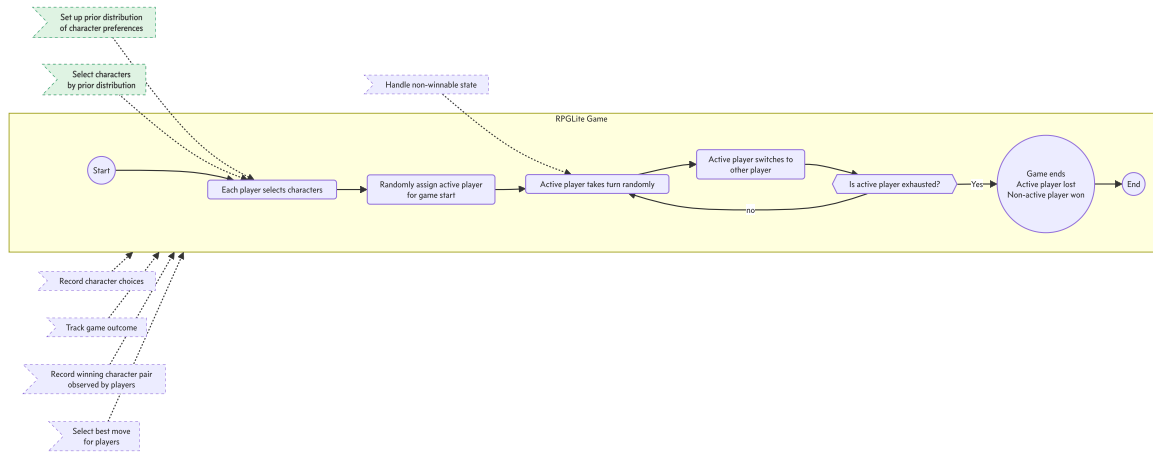 Set up prior distribution
of character preferences
Select characters
by prior distribution
Handle non-winnable state
RPGLite Game
Start
Each player selects characters
Randomly assign active player
for game start
Active player takes turn randomly
Active player switches to
other player
Is active player exhausted?
no
Yes
Game ends
Active player lost
Non-active player won
End
Record character choices
Track game outcome
Record winning character pair
observed by players
Select best move
for players